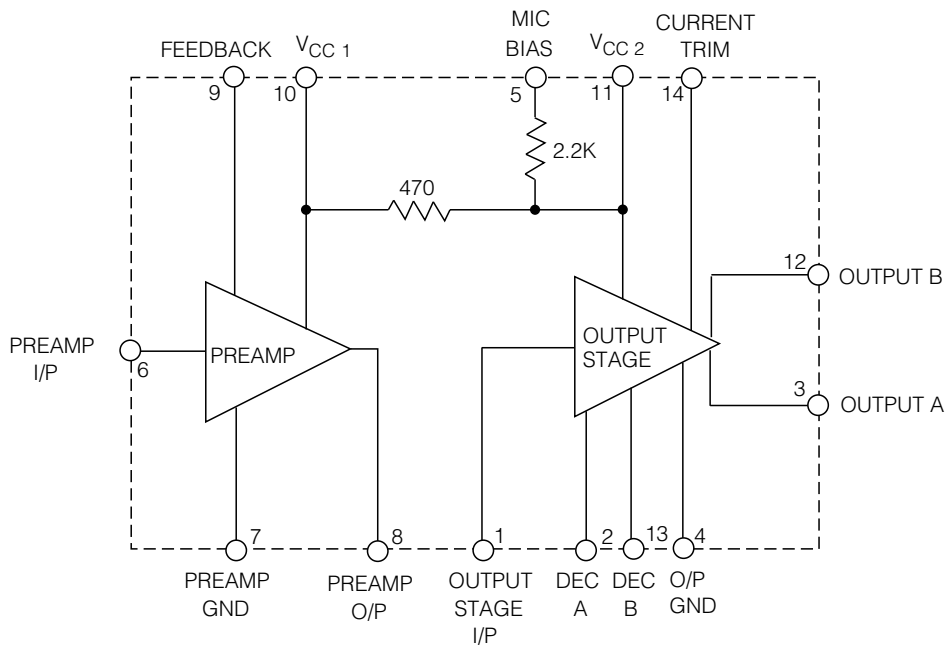 FEEDBACK
VCC 1
MIC
BIAS
VCC 2
CURRENT
TRIM
9
10
5
11
14
2.2K
470
12
OUTPUT B
PREAMP
I/P
6
PREAMP
OUTPUT
STAGE
3
OUTPUT A
7
8
1
2
13
4
PREAMP
GND
PREAMP
O/P
OUTPUT
STAGE
I/P
DEC
A
DEC
B
O/P
GND